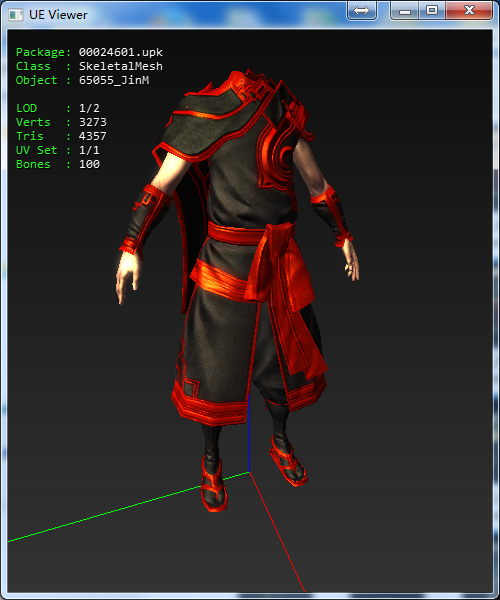 UE Viewer
Package: 00024601.upk
Class : SkeletalMesh
Object : 65055_JinM
LOD : 1/2
Verts : 3273
Tris : 4357
UV Set : 1/1
Bones : 100